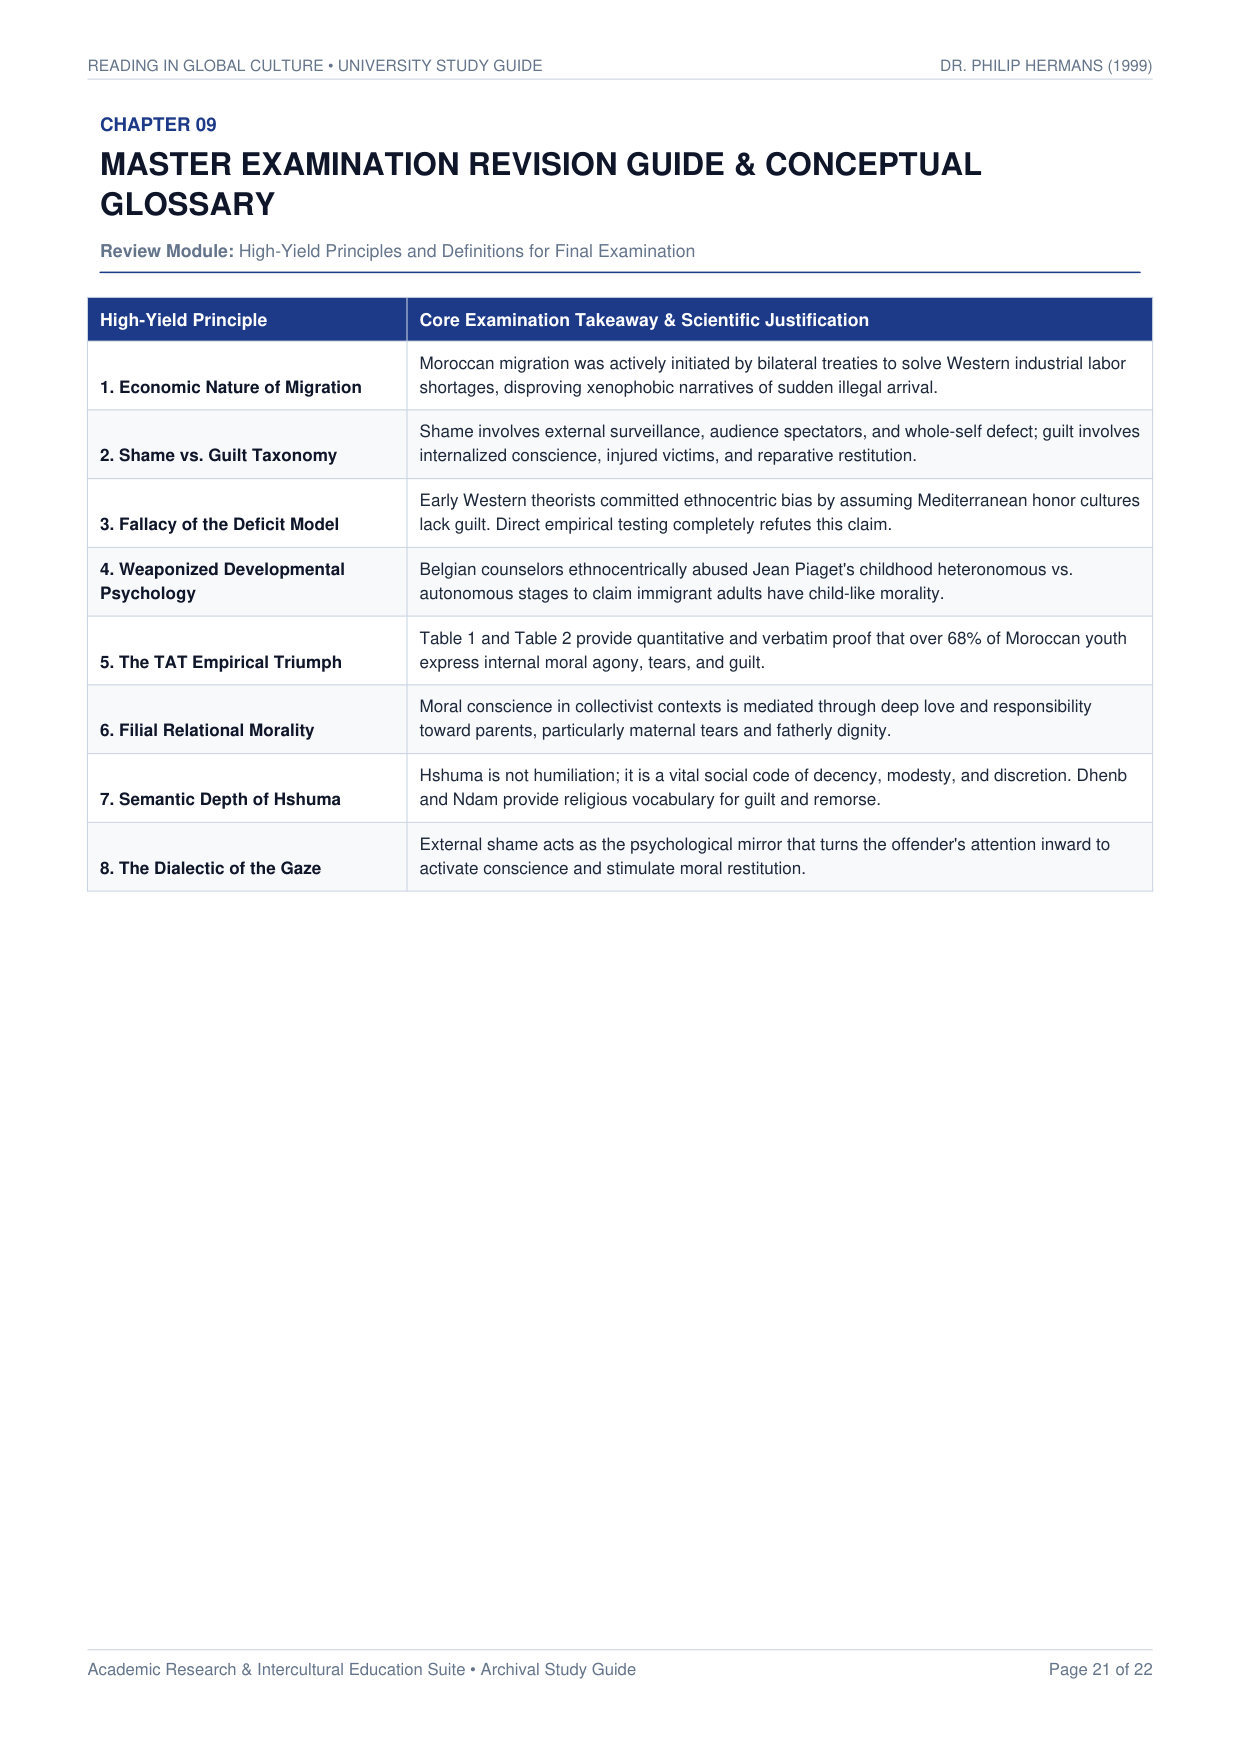 READING IN GLOBAL CULTURE • UNIVERSITY STUDY GUIDE
DR. PHILIP HERMANS (1999)
CHAPTER 09
MASTER EXAMINATION REVISION GUIDE & CONCEPTUAL
GLOSSARY
Review Module: High-Yield Principles and Definitions for Final Examination
High-Yield Principle
Core Examination Takeaway & Scientific Justification
1. Economic Nature of Migration
Moroccan migration was actively initiated by bilateral treaties to solve Western industrial labor
shortages, disproving xenophobic narratives of sudden illegal arrival.
2. Shame vs. Guilt Taxonomy
Shame involves external surveillance, audience spectators, and whole-self defect; guilt involves
internalized conscience, injured victims, and reparative restitution.
3. Fallacy of the Deficit Model
Early Western theorists committed ethnocentric bias by assuming Mediterranean honor cultures
lack guilt. Direct empirical testing completely refutes this claim.
4. Weaponized Developmental
Psychology
Belgian counselors ethnocentrically abused Jean Piaget's childhood heteronomous vs.
autonomous stages to claim immigrant adults have child-like morality.
5. The TAT Empirical Triumph
Table 1 and Table 2 provide quantitative and verbatim proof that over 68% of Moroccan youth
express internal moral agony, tears, and guilt.
6. Filial Relational Morality
Moral conscience in collectivist contexts is mediated through deep love and responsibility
toward parents, particularly maternal tears and fatherly dignity.
7. Semantic Depth of Hshuma
Hshuma is not humiliation; it is a vital social code of decency, modesty, and discretion. Dhenb
and Ndam provide religious vocabulary for guilt and remorse.
8. The Dialectic of the Gaze
External shame acts as the psychological mirror that turns the offender's attention inward to
activate conscience and stimulate moral restitution.
Academic Research & Intercultural Education Suite • Archival Study Guide
Page 21 of 22